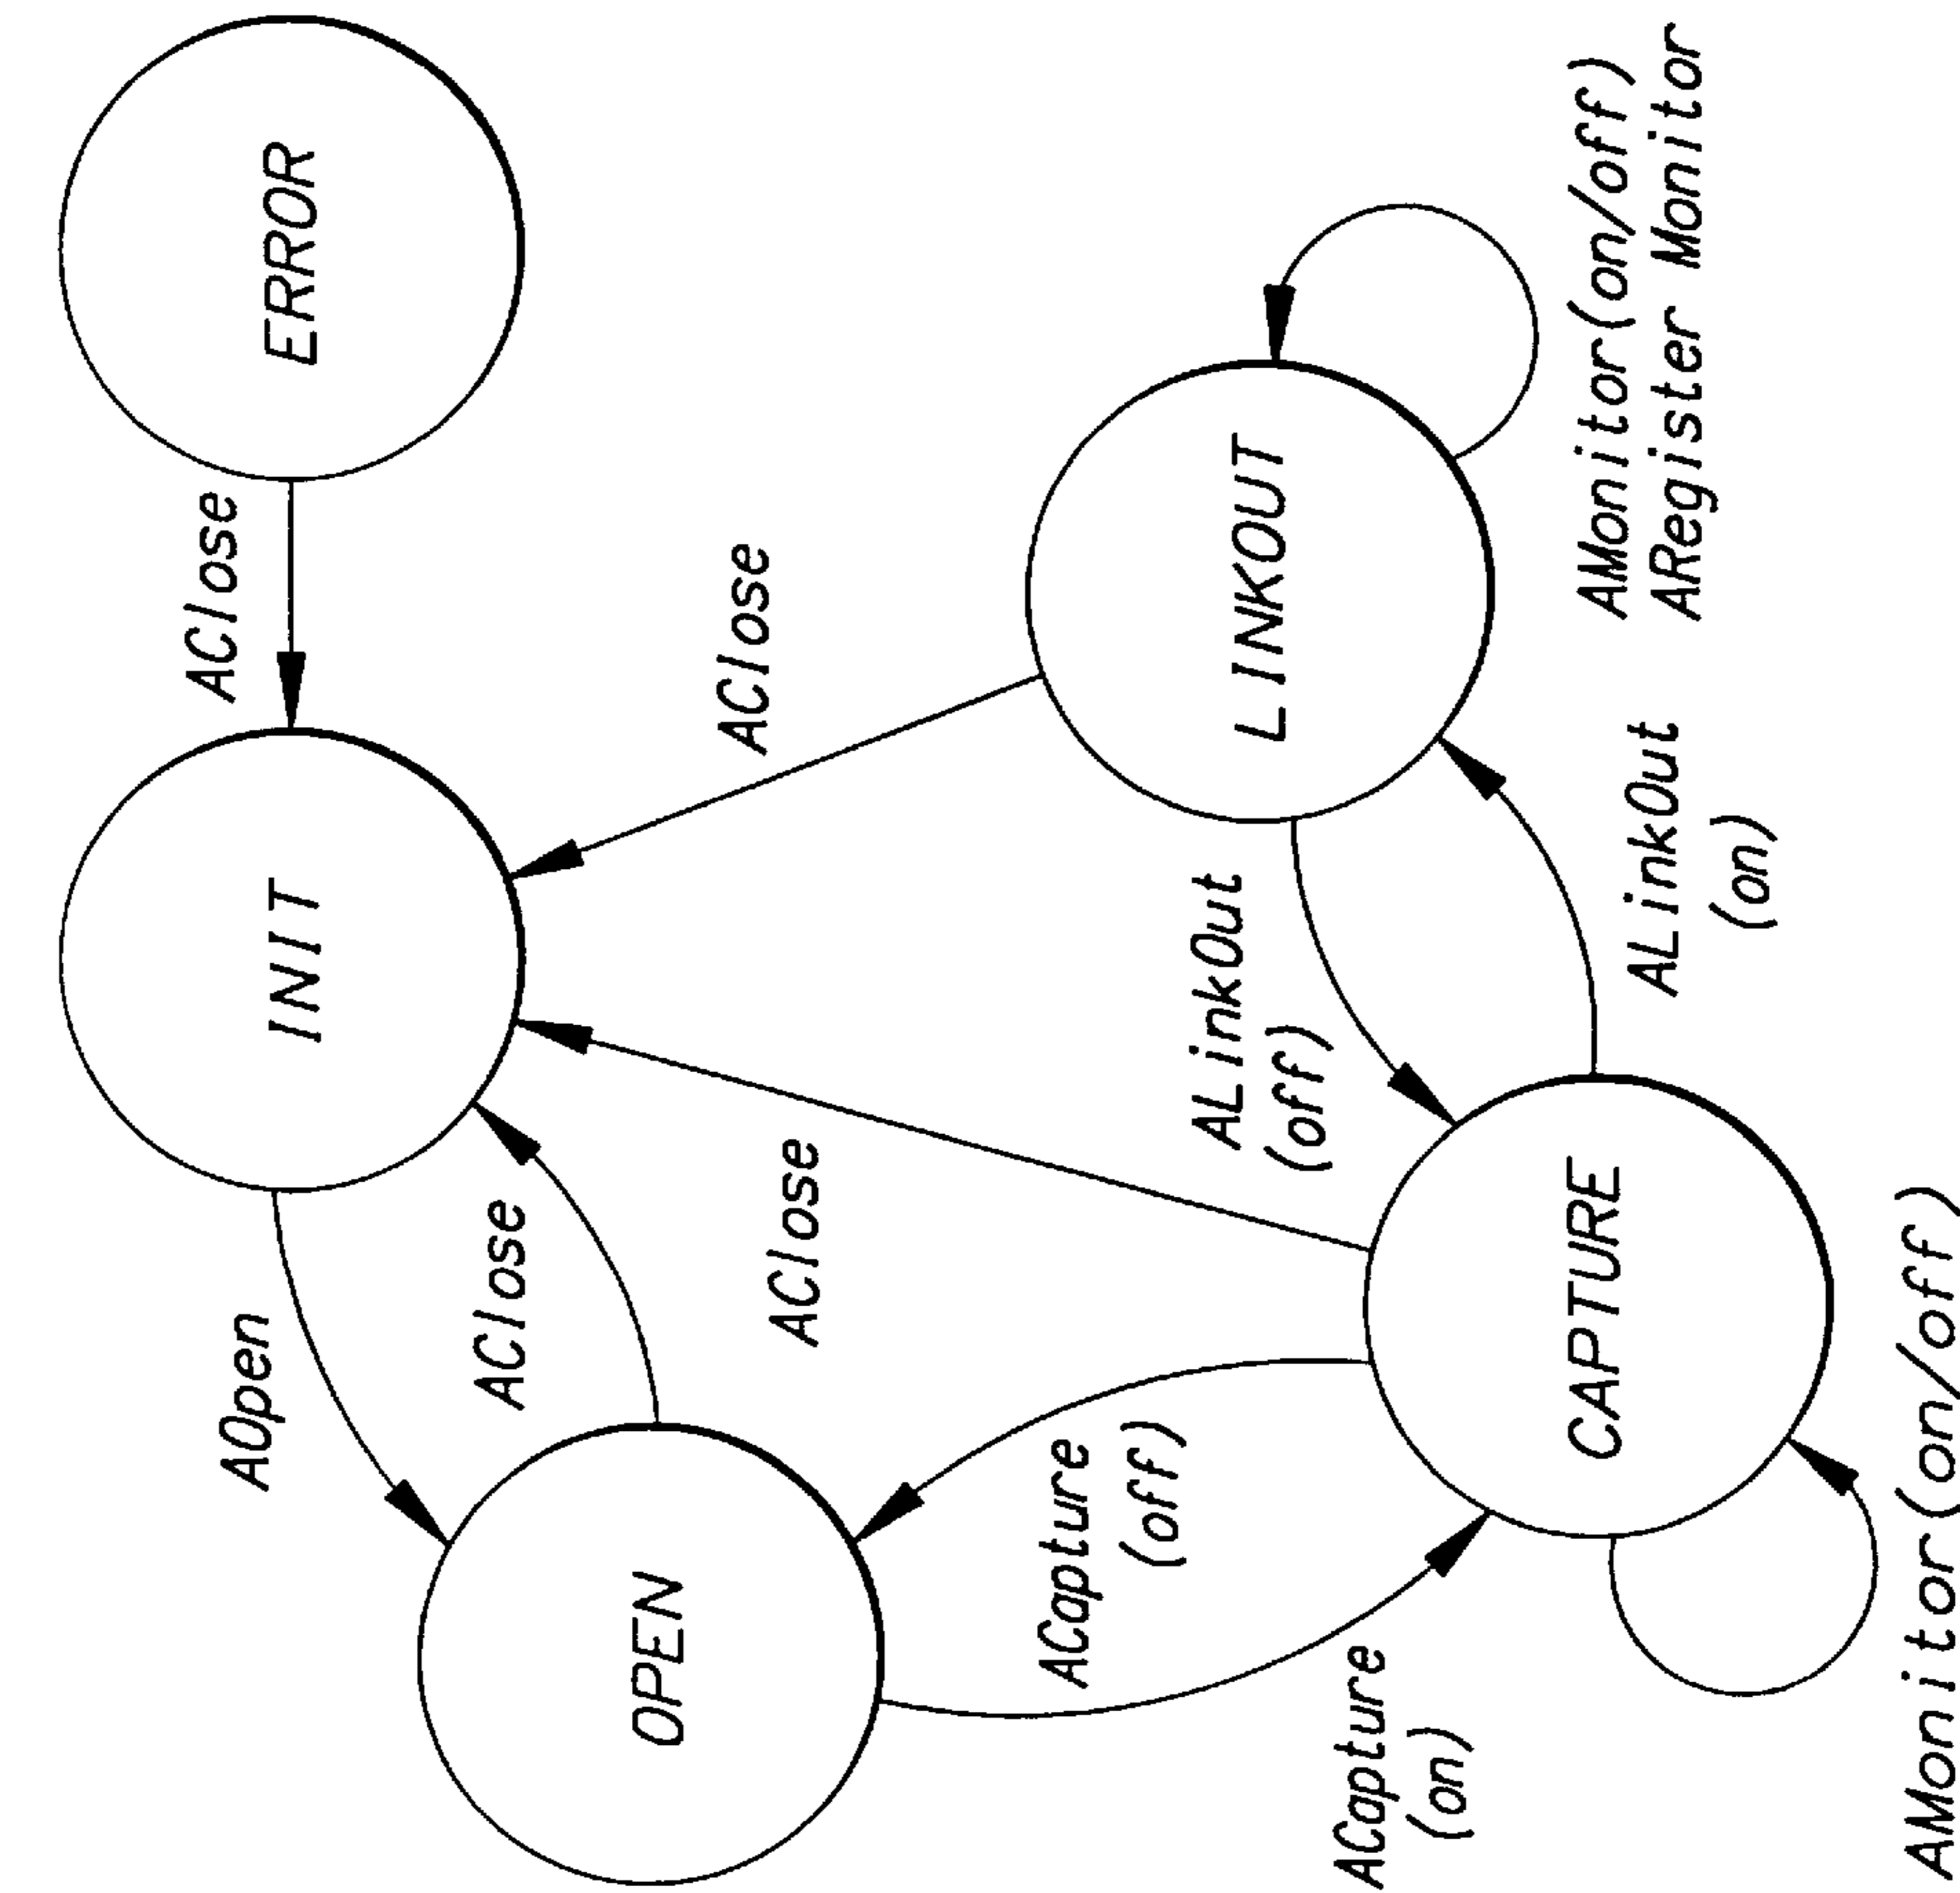 INIT
ERROR
AOpen
AClose
AClose
OPEN
AClose
AClose
ACapture
(off)
ACapture
(on)
ALinkOut
(off)
LINKOUT
CAPTURE
ALinkOut
(on)
AMonitor(on/off)
ARegister Monitor
AMonitor(on/off)